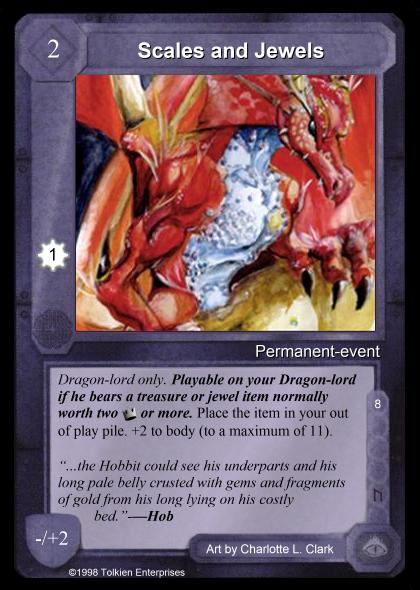 2
Scales and Jewels
1
Permanent-event
Dragon-lord only. Playable on your Dragon-lord
if he bears a treasure or jewel item normally
worth two or more. Place the item in your out
of play pile. +2 to body (to a maximum of 11).
8
“...the Hobbit could see his underparts and his
long pale belly crusted with gems and fragments
of gold from his long lying on his costly
bed.”—–Hob
-/+2
Art by Charlotte L. Clark
©1998 Tolkien Enterprises